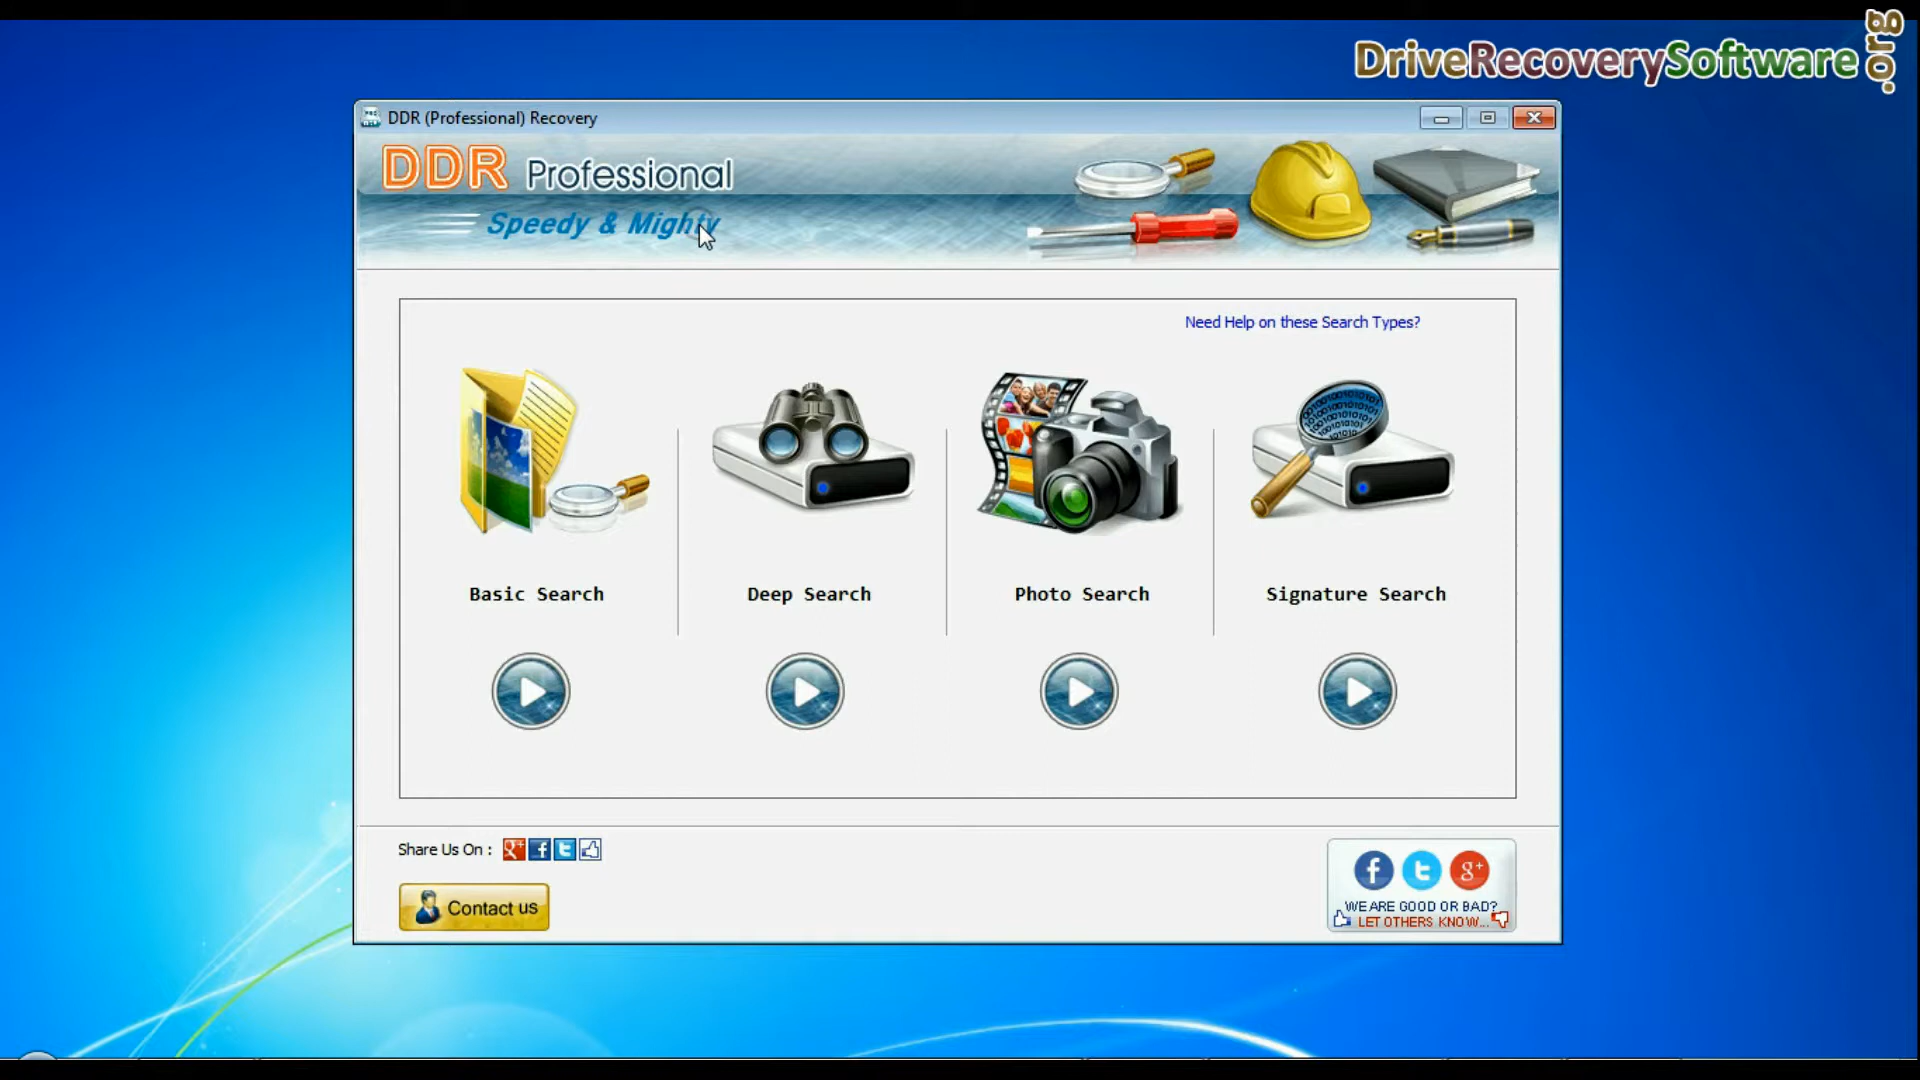 DriveRecoverySoftware.org
DDR (Professional) Recovery
DDR Professional
Speedy & Mighty
Need Help on these Search Types?
Basic Search
Deep Search
Photo Search
Signature Search
Share Us On :
Contact us
WE ARE GOOD OR BAD?
LET OTHERS KNOW...